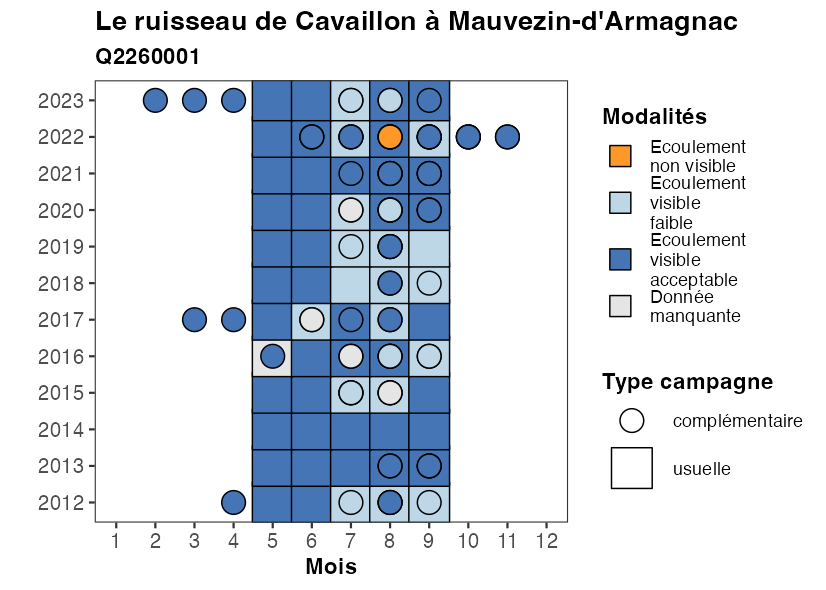 Le ruisseau de Cavaillon à Mauvezin-d'Armagnac
Q2260001
2023
2022
2021
2020
2019
2018
2017
2016
2015
2014
2013
2012
1 2 3 4 5 6 7 8 9 10 11 12
Mois
Modalités
Ecoulement
non visible
Ecoulement
visible
faible
Ecoulement
visible
acceptable
Donnée
manquante
Type campagne
complémentaire
usuelle